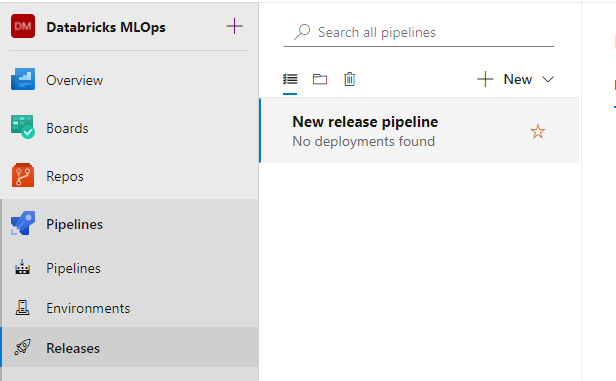 DM Databricks MLOps
Overview
Boards
Repos
Pipelines
Pipelines
Environments
Releases
Search all pipelines
New
New release pipeline
No deployments found